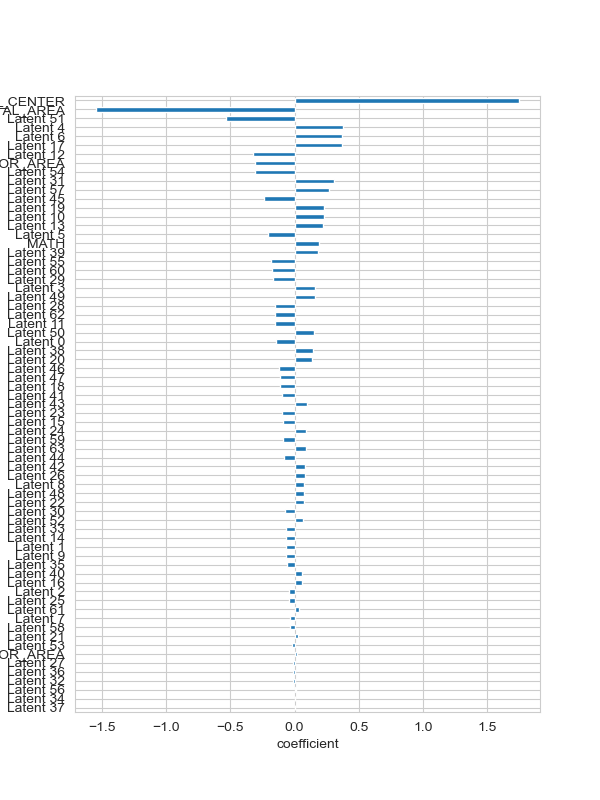 _CENTER
TAL_AREA
Latent 51
Latent 4
Latent 6
Latent 17
Latent 12
OR_AREA
Latent 54
Latent 31
Latent 57
Latent 45
Latent 19
Latent 10
Latent 13
Latent 5
MATH
Latent 39
Latent 55
Latent 60
Latent 29
Latent 3
Latent 49
Latent 28
Latent 62
Latent 11
Latent 50
Latent 0
Latent 38
Latent 20
Latent 46
Latent 47
Latent 18
Latent 41
Latent 43
Latent 23
Latent 15
Latent 24
Latent 59
Latent 63
Latent 44
Latent 42
Latent 26
Latent 8
Latent 48
Latent 22
Latent 30
Latent 52
Latent 33
Latent 14
Latent 1
Latent 9
Latent 35
Latent 40
Latent 16
Latent 2
Latent 25
Latent 61
Latent 7
Latent 58
Latent 21
Latent 53
OR_AREA
Latent 27
Latent 36
Latent 32
Latent 56
Latent 34
Latent 37
−1.5 −1.0 −0.5 0.0 0.5 1.0 1.5
coefficient